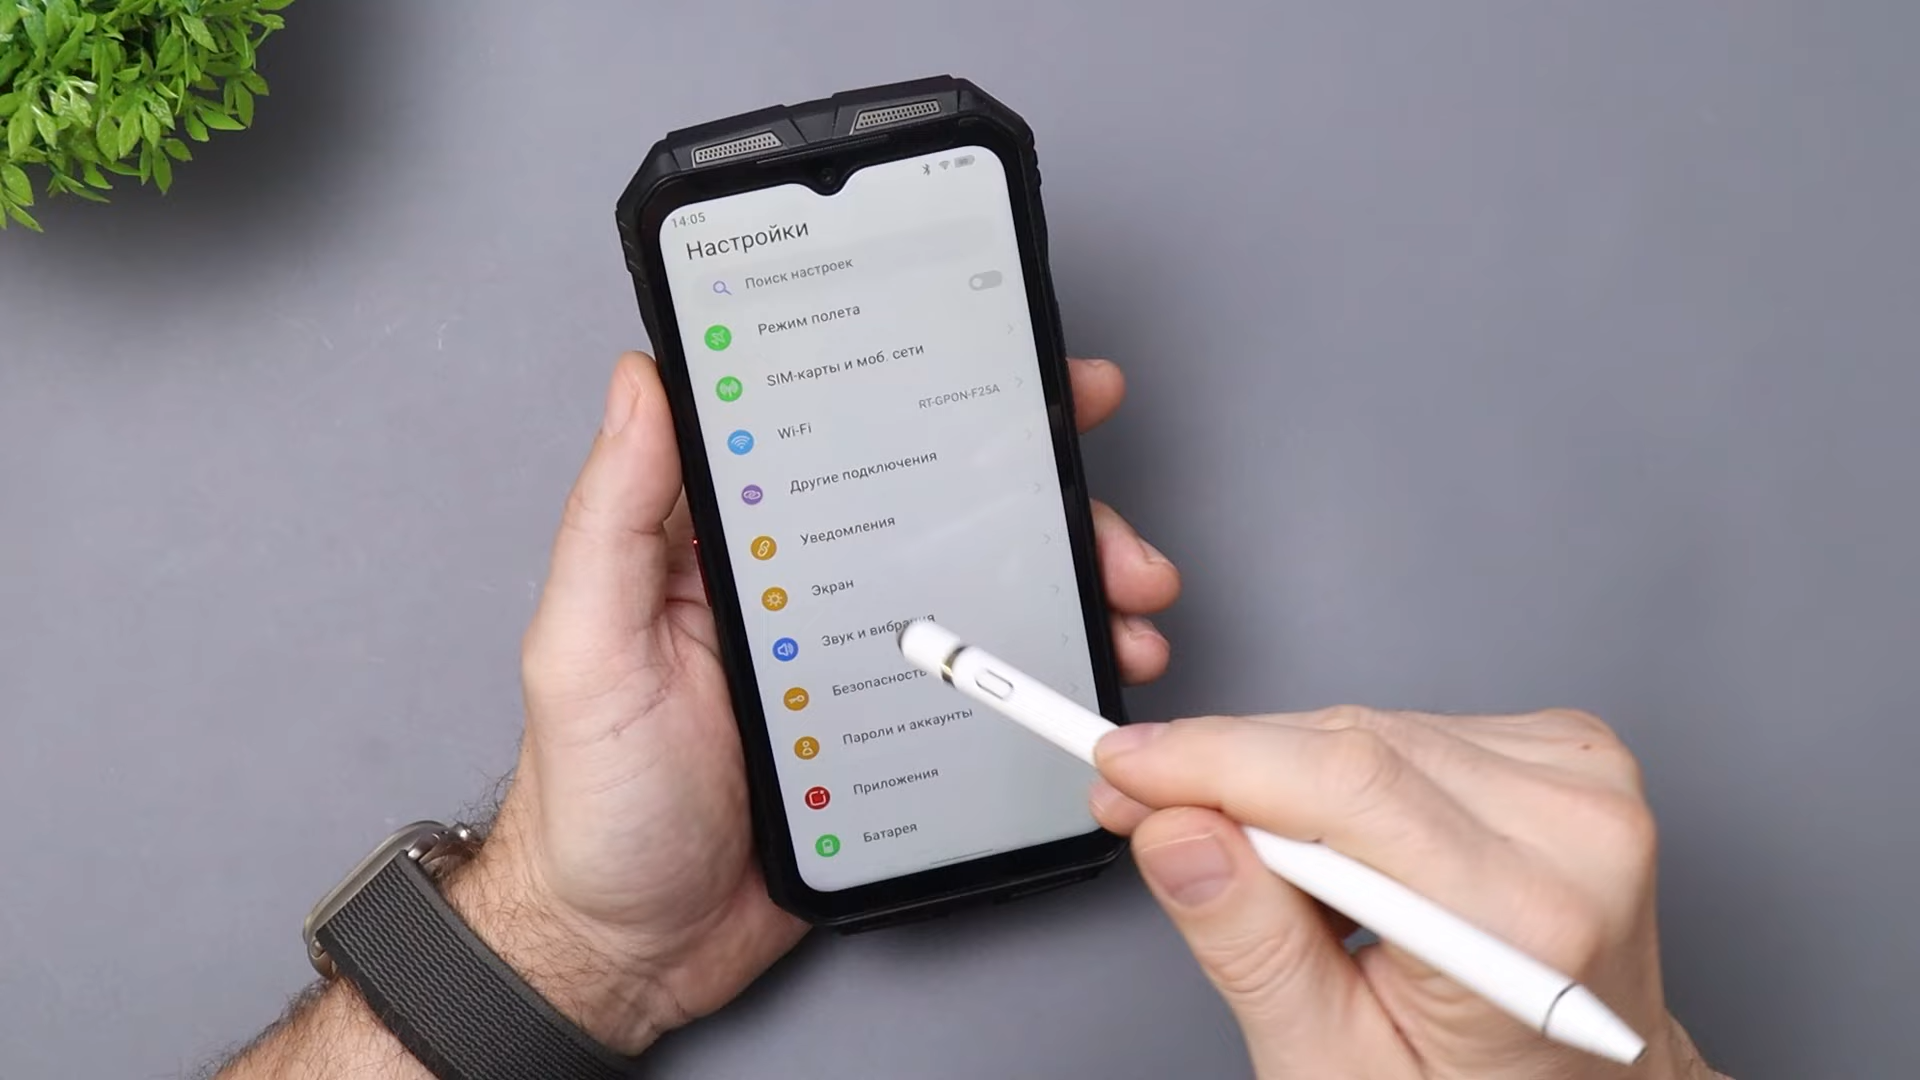 14:05
Настройки
Поиск настроек
Режим полета
SIM-карты и моб. сети
RT-GPON-F25A
Wi-Fi
Другие подключения
Уведомления
Экран
Звук и вибрация
Безопасность
Пароли и аккаунты
Приложения
Батарея